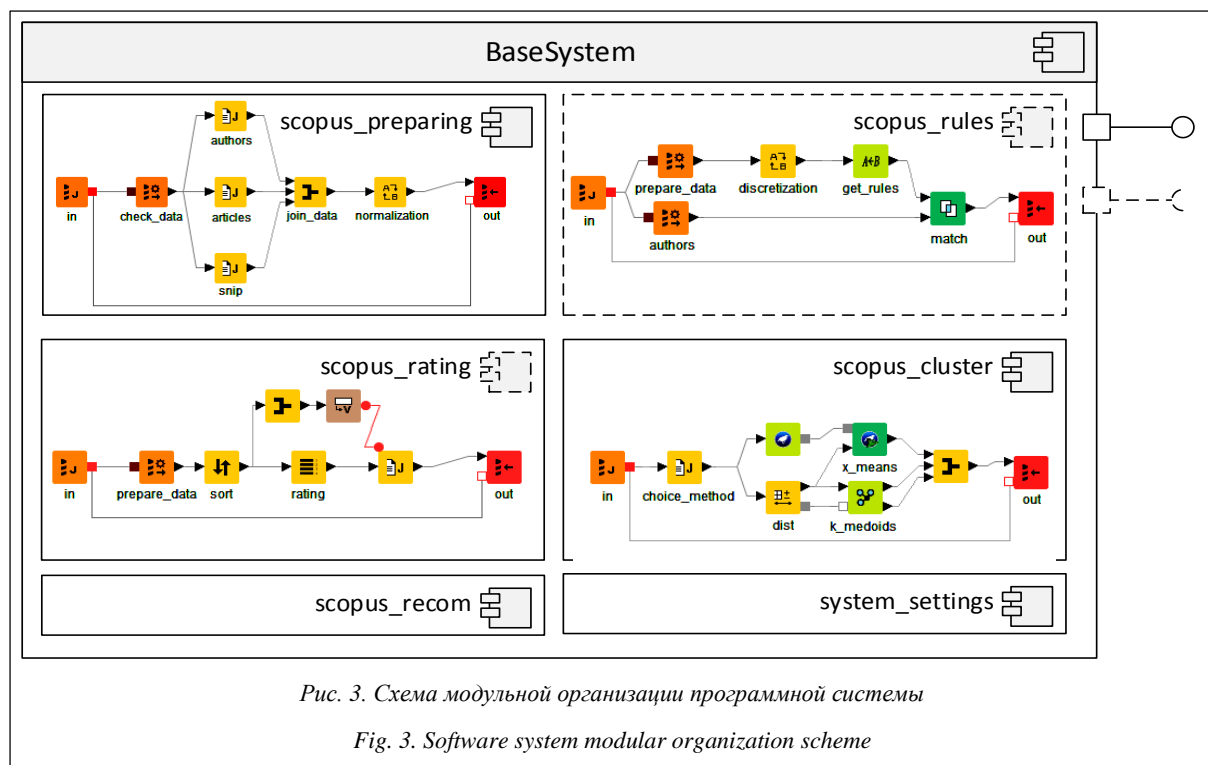 BaseSystem
scopus_preparing
authors
in
check_data
articles
join_data
normalization
out
snip
scopus_rules
prepare_data
discretization
get_rules
in
authors
match
out
scopus_rating
in
prepare_data
sort
rating
out
scopus_cluster
x_means
in
choice_method
dist
k_medoids
out
scopus_recom
system_settings
Рис. 3. Схема модульной организации программной системы
Fig. 3. Software system modular organization scheme